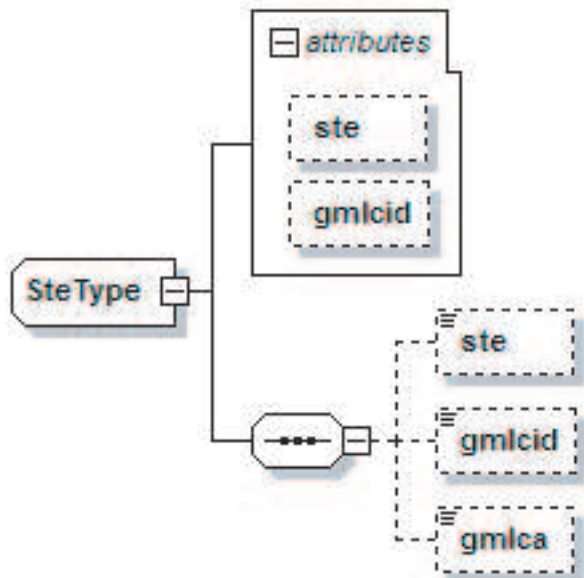 attributes
ste
gmlcid
SteType
ste
gmlcid
gmlca